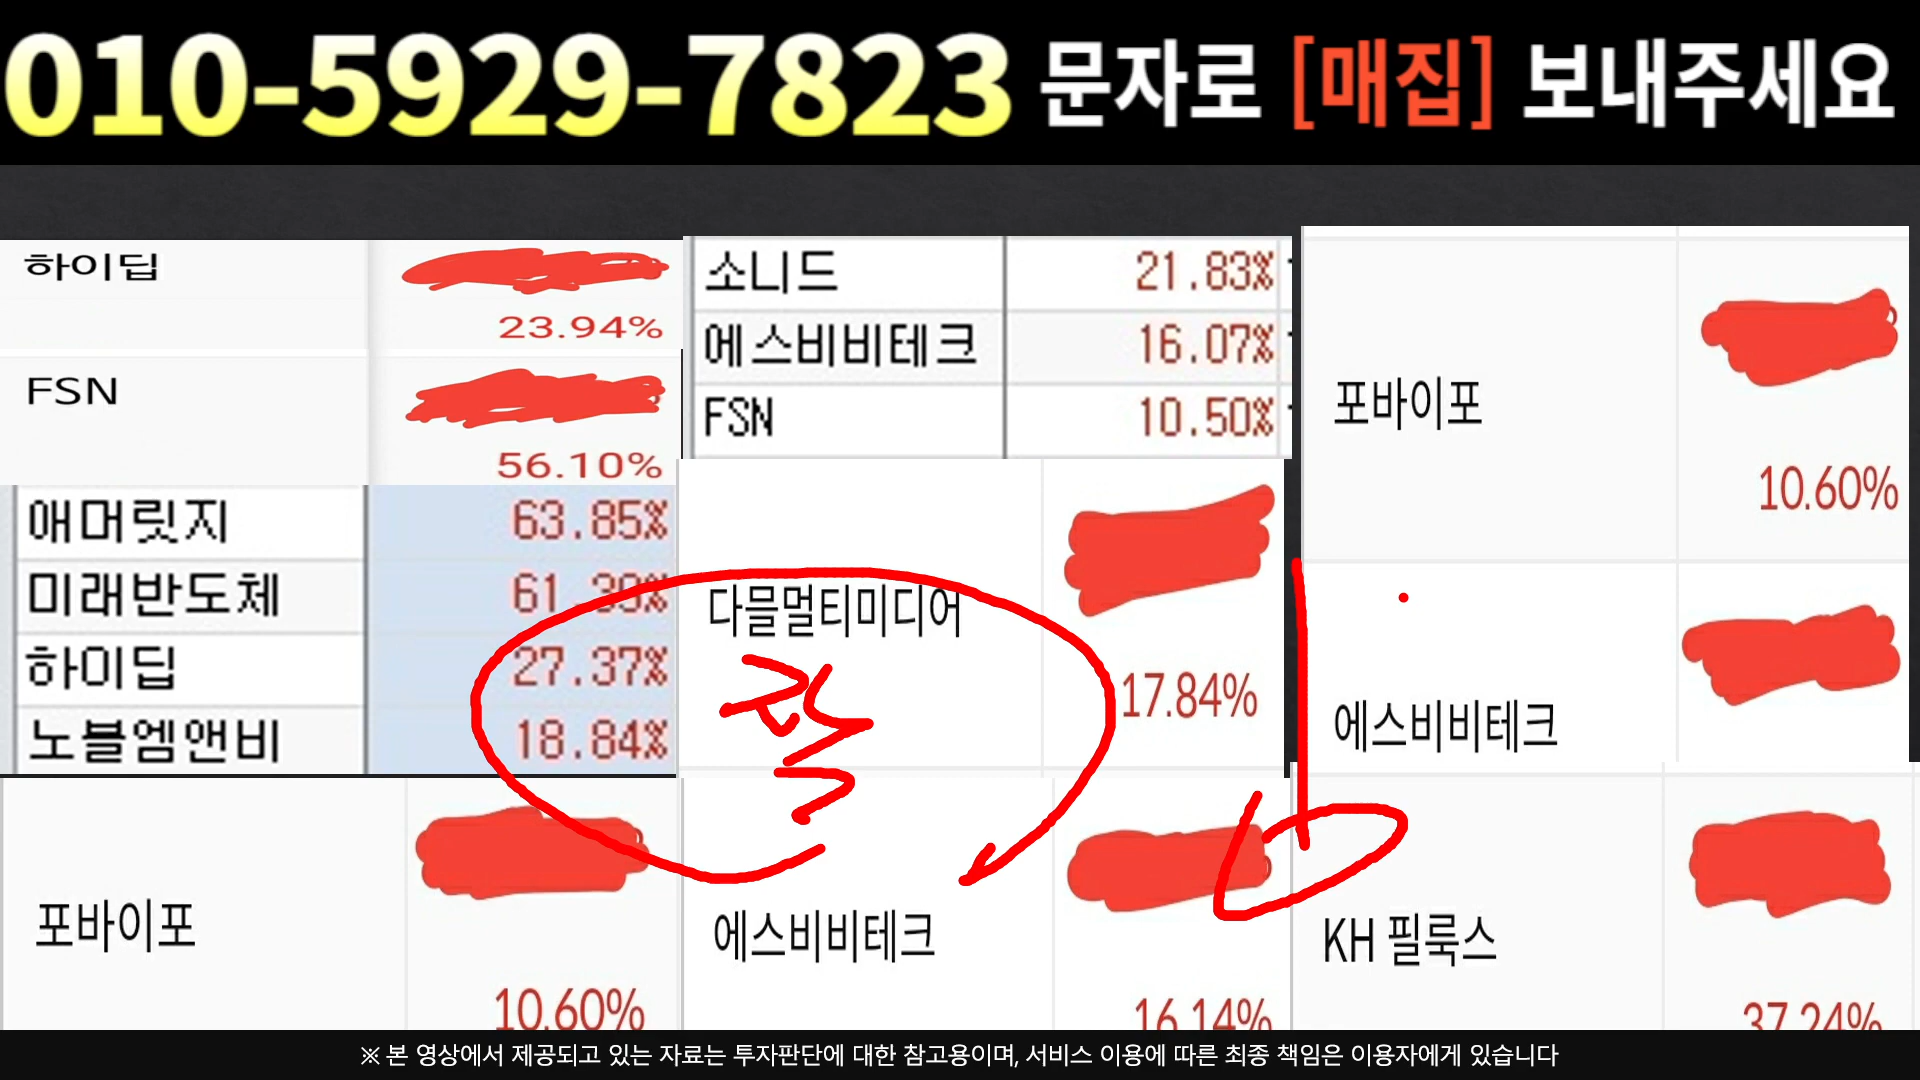 010-5929-7823 문자로 [매집] 보내주세요
하이딥
23.94%
FSN
56.10%
애머릿지 63.85%
미래반도체 61.39%
하이딥 27.37%
노블엠앤비 18.84%
소니드 21.83%
에스비비테크 16.07%
FSN 10.50%
다믈멀티미디어
17.84%
포바이포
10.60%
에스비비테크
포바이포
10.60%
에스비비테크
16.14%
KH 필룩스
37.24%
※ 본 영상에서 제공되고 있는 자료는 투자판단에 대한 참고용이며, 서비스 이용에 따른 최종 책임은 이용자에게 있습니다